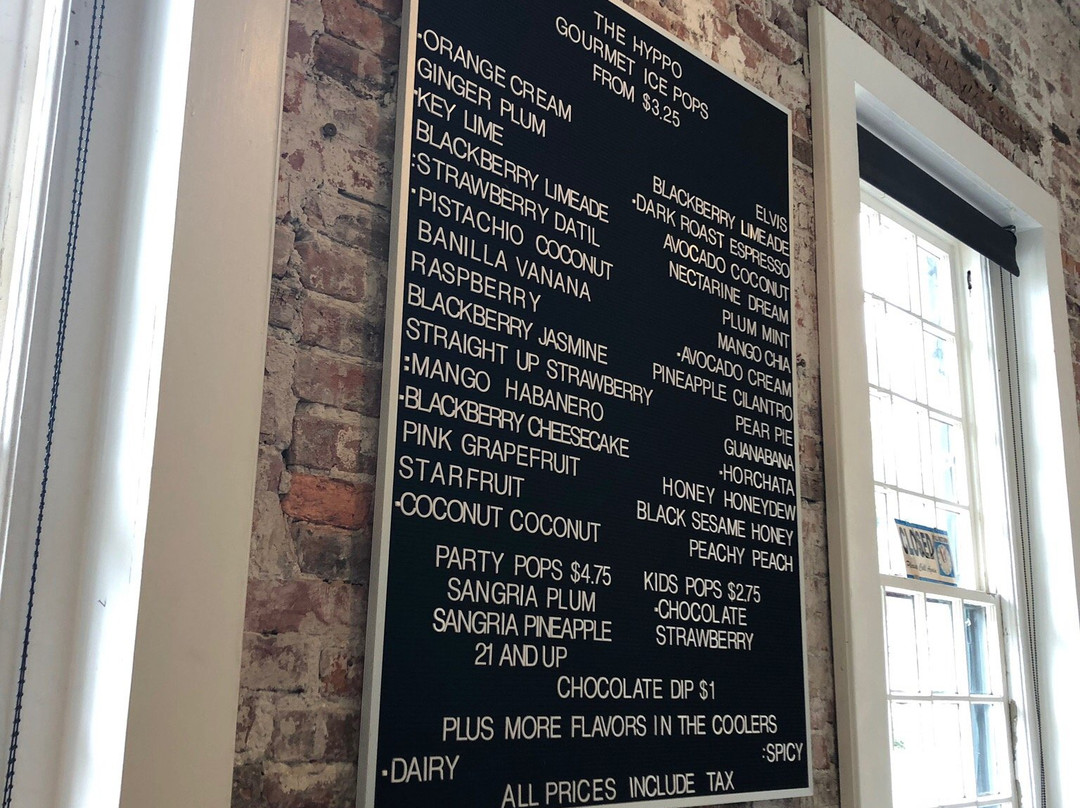 THE HYPPO
GOURMET ICE POPS
FROM $3.25
·ORANGE CREAM
GINGER PLUM
·KEY LIME
BLACKBERRY LIMEADE
:STRAWBERRY DATIL
·PISTACHIO COCONUT
BANILLA VANANA
RASPBERRY
BLACKBERRY JASMINE
STRAIGHT UP STRAWBERRY
:MANGO HABANERO
·BLACKBERRY CHEESECAKE
PINK GRAPEFRUIT
STARFRUIT
·COCONUT COCONUT
ELVIS
BLACKBERRY LIMEADE
·DARK ROAST ESPRESSO
AVOCADO COCONUT
NECTARINE DREAM
PLUM MINT
MANGO CHIA
·AVOCADO CREAM
PINEAPPLE CILANTRO
PEAR PIE
GUANABANA
·HORCHATA
HONEY HONEYDEW
BLACK SESAME HONEY
PEACHY PEACH
PARTY POPS $4.75
SANGRIA PLUM
SANGRIA PINEAPPLE
21 AND UP
KIDS POPS $2.75
·CHOCOLATE
STRAWBERRY
CHOCOLATE DIP $1
PLUS MORE FLAVORS IN THE COOLERS
·DAIRY
:SPICY
ALL PRICES INCLUDE TAX
CLOSED
Please Call Again